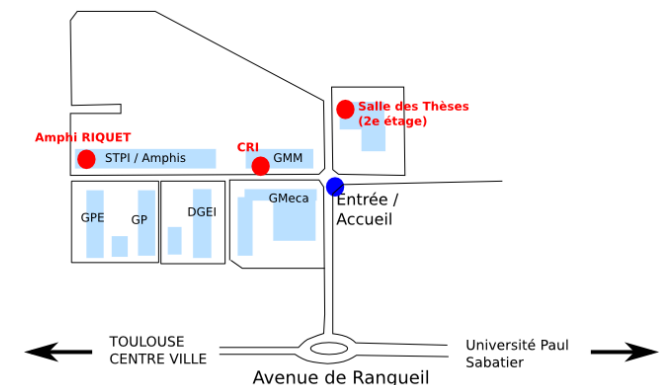 Salle des Thèses
(2e étage)
Amphi RIQUET
CRI
STPI / Amphis
GMM
GPE
GP
DGEI
GMeca
Entrée /
Accueil
TOULOUSE
CENTRE VILLE
Université Paul
Sabatier
Avenue de Rangueil